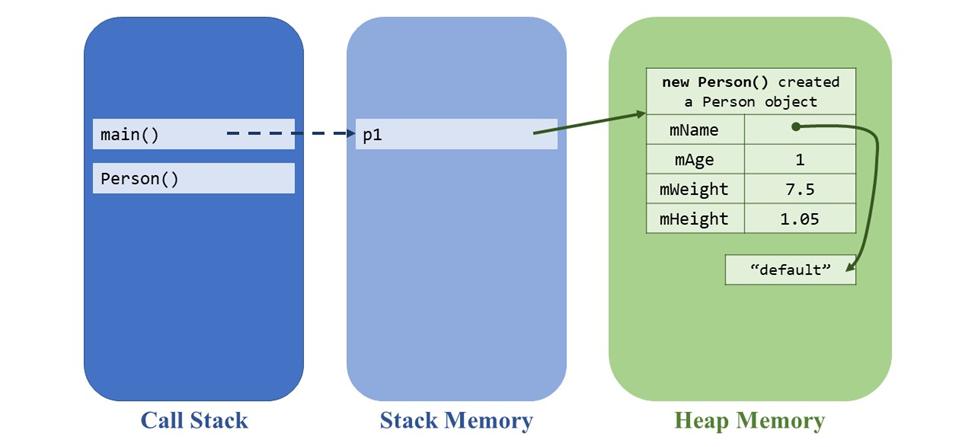 main()
Person()
p1
new Person() created
a Person object
mName
mAge 1
mWeight 7.5
mHeight 1.05
“default”
Call Stack
Stack Memory
Heap Memory